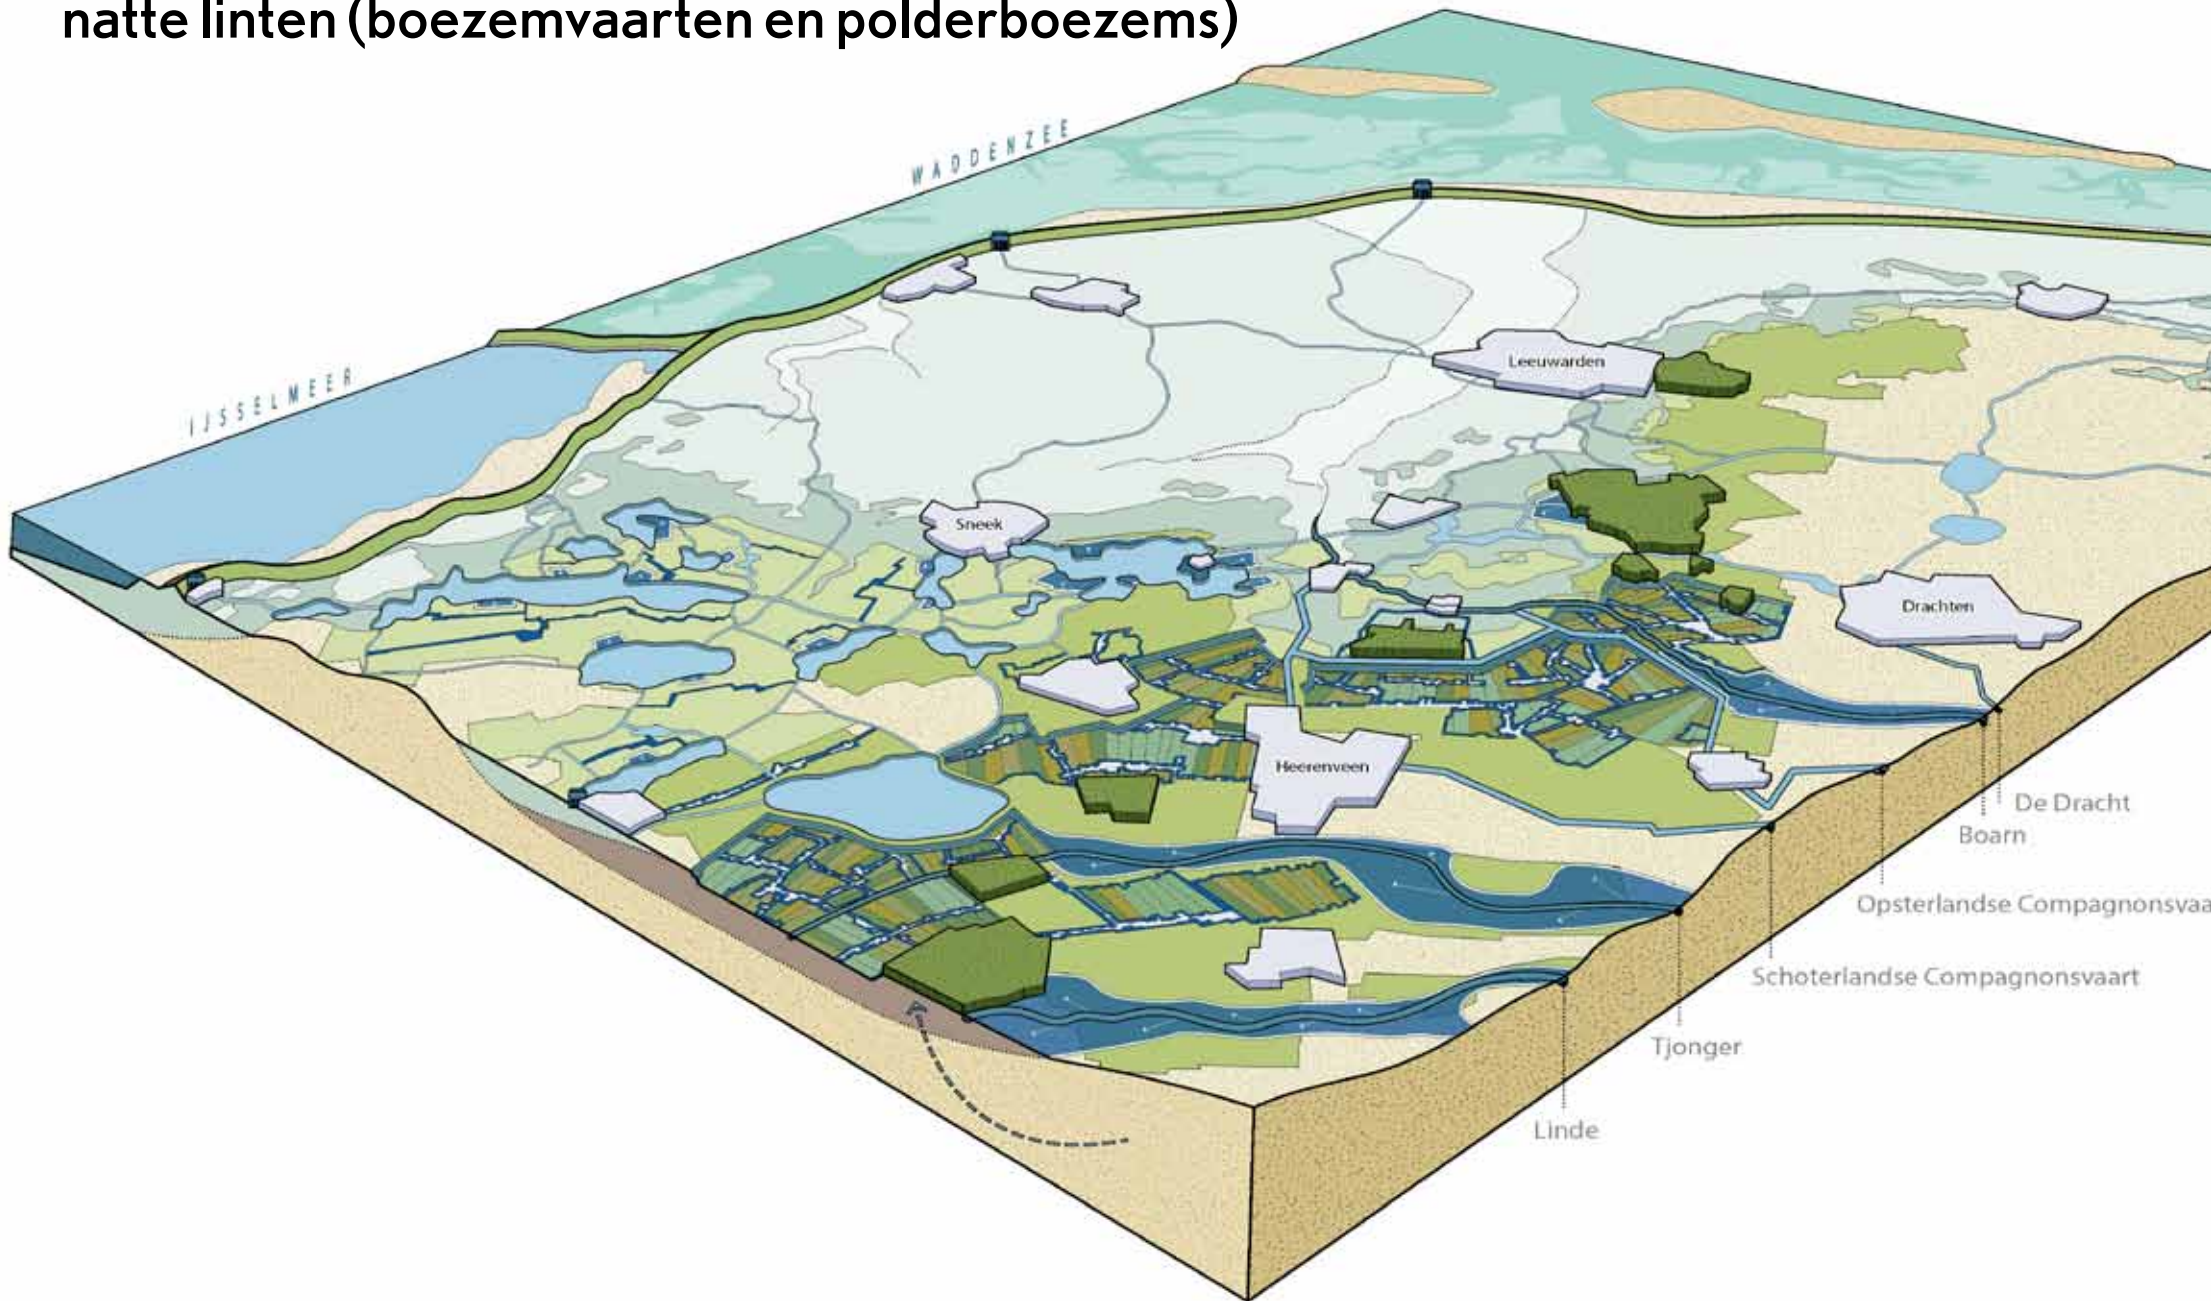 natte linten (boezemvaarten en polderboezems)
WADDENZEE
IJSSELMEER
Leeuwarden
Sneek
Drachten
Heerenveen
De Dracht
Boarn
Opsterlandse Compagnonsvaa
Schoterlandse Compagnonsvaart
Tjonger
Linde